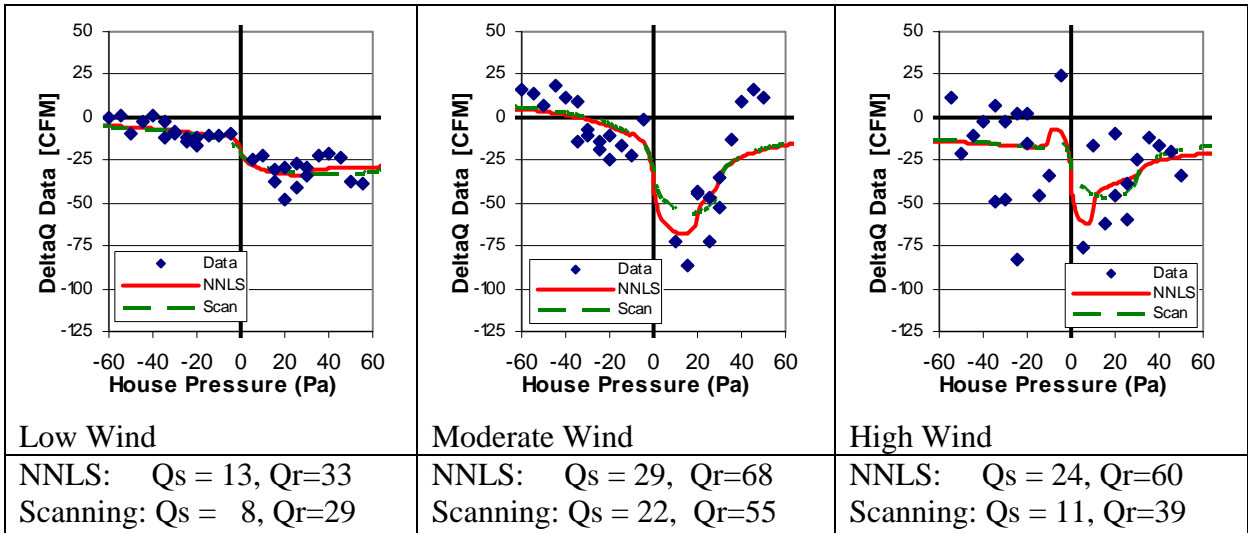 50
25
0
-25
-50
-75
-100
-125
DeltaQ Data [CFM]
Data
NNLS
Scan
-60 -40 -20 0 20 40 60
House Pressure (Pa)
Low Wind
NNLS: Qs = 13, Qr=33
Scanning: Qs = 8, Qr=29
50
25
0
-25
-50
-75
-100
-125
DeltaQ Data [CFM]
Data
NNLS
Scan
-60 -40 -20 0 20 40 60
House Pressure (Pa)
Moderate Wind
NNLS: Qs = 29, Qr=68
Scanning: Qs = 22, Qr=55
50
25
0
-25
-50
-75
-100
-125
DeltaQ Data [CFM]
Data
NNLS
Scan
-60 -40 -20 0 20 40 60
House Pressure (Pa)
High Wind
NNLS: Qs = 24, Qr=60
Scanning: Qs = 11, Qr=39